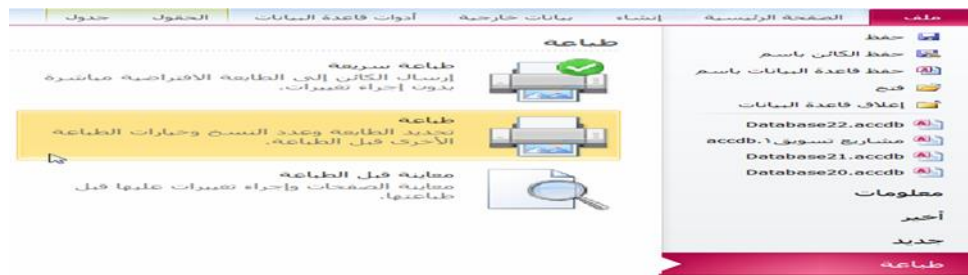 ملف الصفحة الرئيسية إنشاء بيانات خارجية أدوات قاعدة البيانات الحقول جدول
حفظ
حفظ الكائن باسم
حفظ قاعدة البيانات باسم
فتح
إغلاق قاعدة البيانات
Database22.accdb
مشاريع تسويق١.accdb
Database21.accdb
Database20.accdb
معلومات
أخير
جديد
طباعة
طباعة
طباعة سريعة
إرسال الكائن إلى الطابعة الافتراضية مباشرة
بدون إجراء تغييرات.
طباعة
تحديد الطابعة وعدد النسخ وخيارات الطباعة
الأخرى قبل الطباعة.
معاينة قبل الطباعة
معاينة الصفحات وإجراء تغييرات عليها قبل
طباعتها.